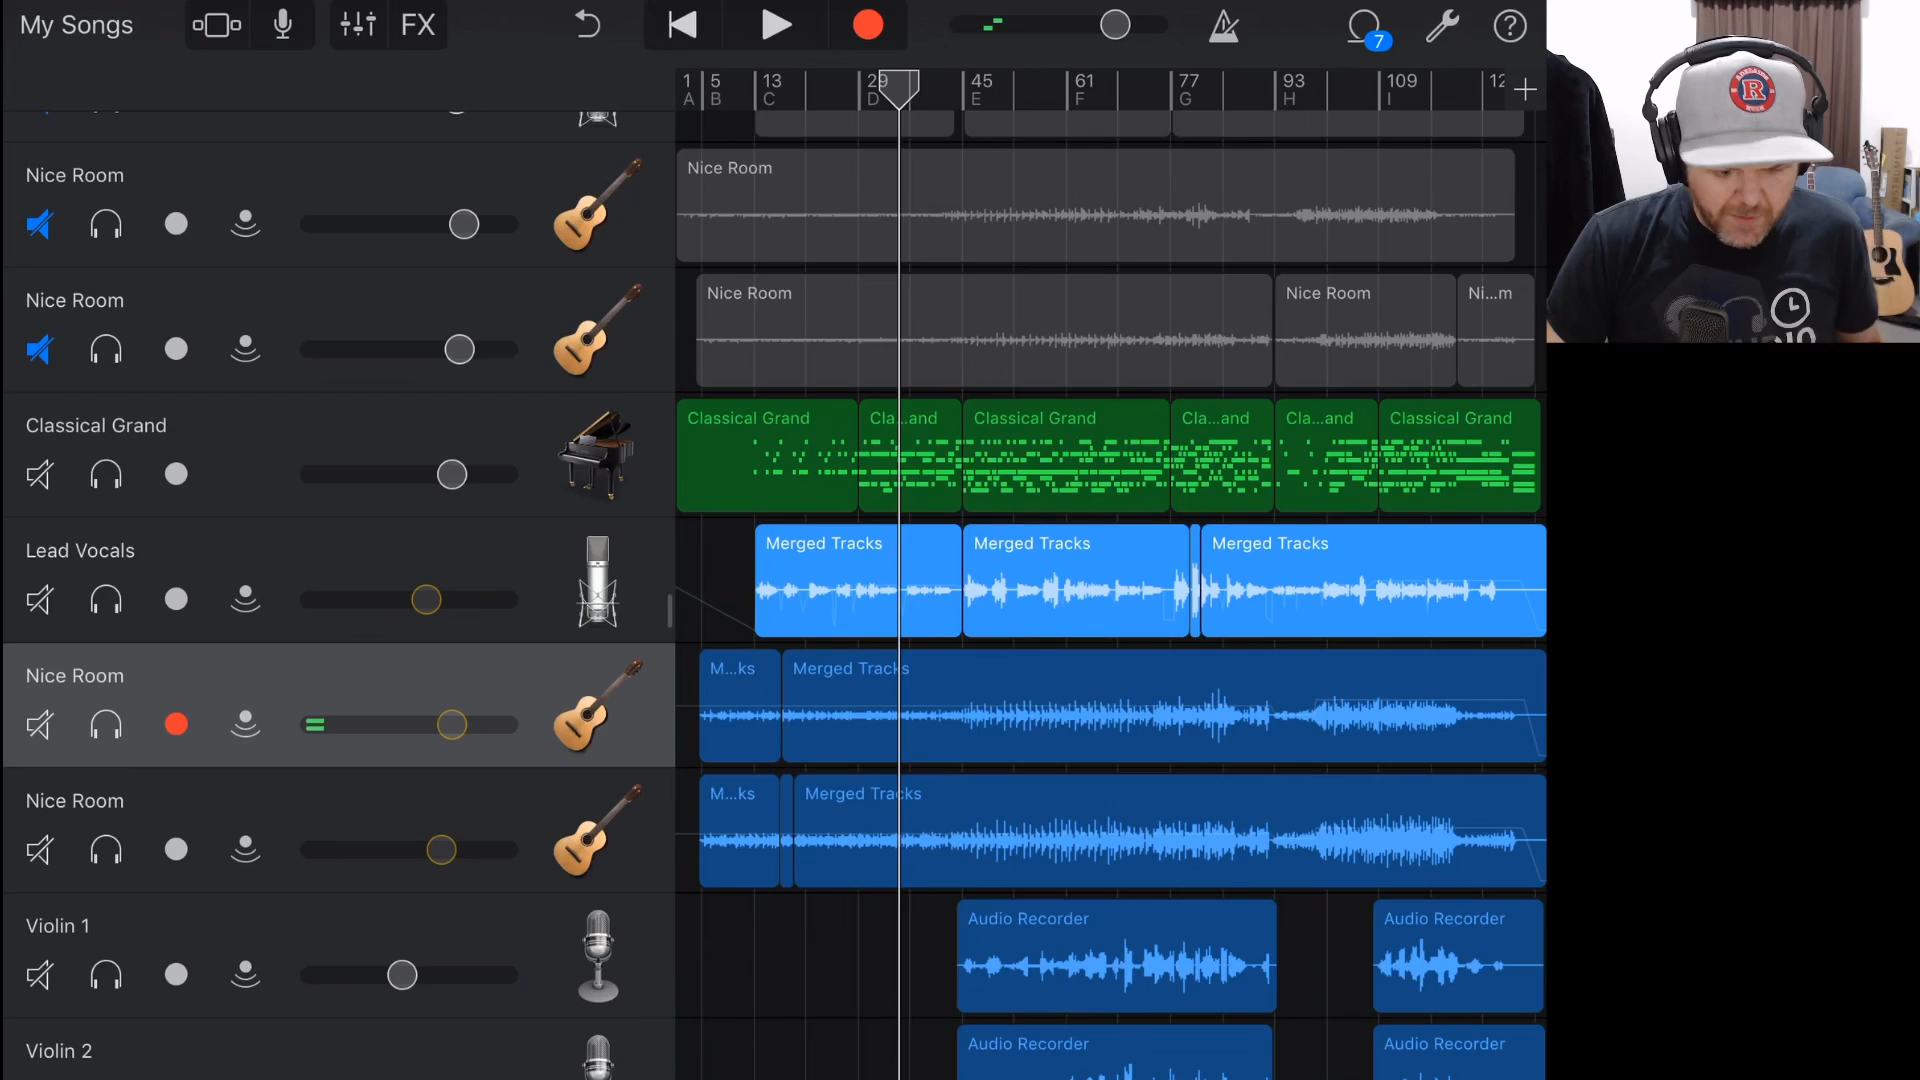 My Songs
FX
7
1 5 13 29 45 61 77 93 109
A B C D E F G H I
Nice Room
Nice Room
Nice Room
Nice Room Nice Room Ni...m
Classical Grand
Classical Grand Cla...and Classical Grand Cla...and Cla...and Classical Grand
Lead Vocals
Merged Tracks Merged Tracks Merged Tracks
Nice Room
M...ks Merged Tracks
Nice Room
M...ks Merged Tracks
Violin 1
Audio Recorder Audio Recorder
Violin 2
Audio Recorder Audio Recorder
ADELAIDE
R